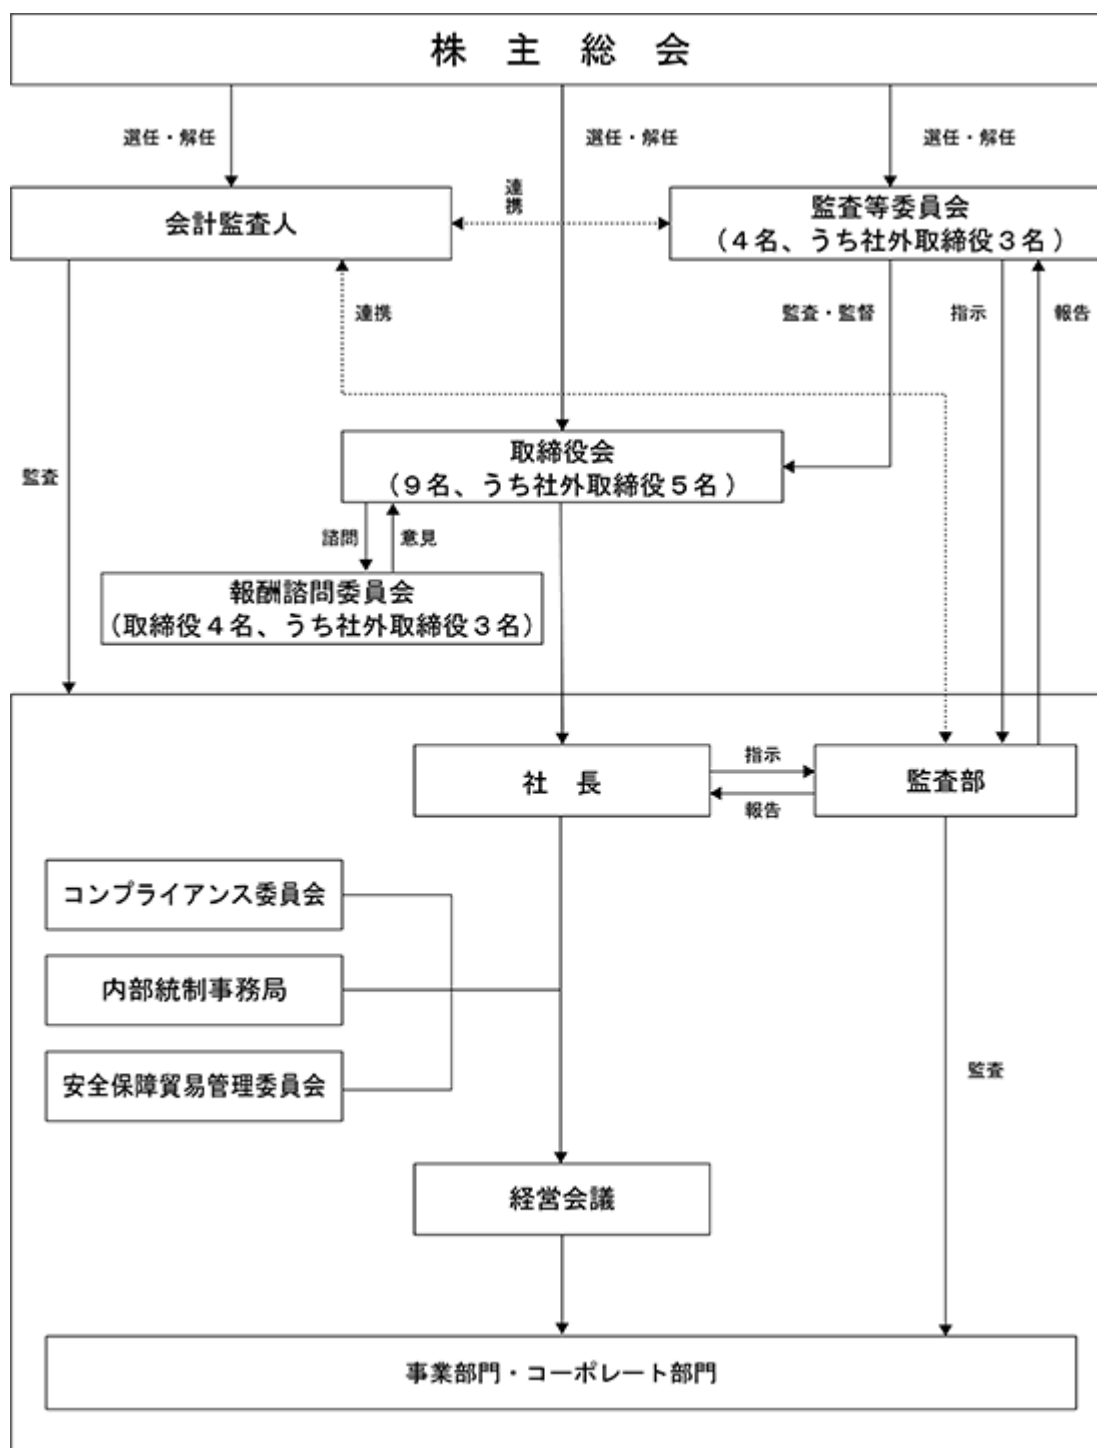 株主総会
選任・解任
選任・解任
選任・解任
会計監査人
連携
監査等委員会
(4名、うち社外取締役3名)
連携
監査・監督
指示
報告
取締役会
(9名、うち社外取締役5名)
監査
諮問
意見
報酬諮問委員会
(取締役4名、うち社外取締役3名)
社長
指示
報告
監査部
コンプライアンス委員会
内部統制事務局
安全保障貿易管理委員会
監査
経営会議
事業部門・コーポレート部門